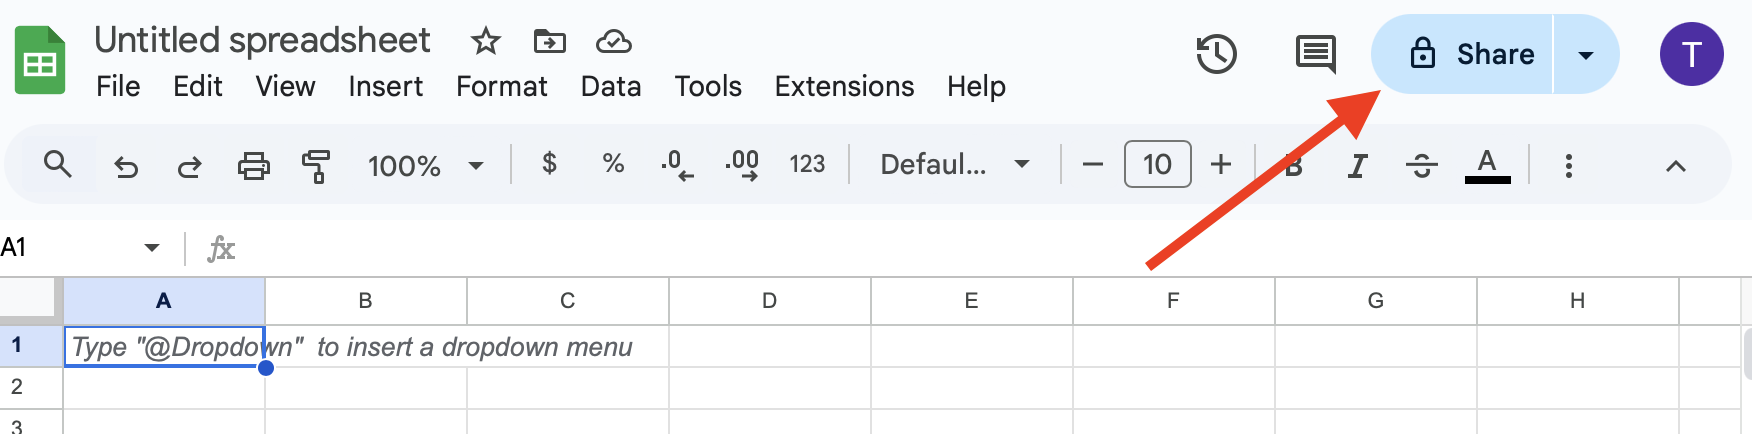 Untitled spreadsheet
Share
T
File Edit View Insert Format Data Tools Extensions Help
100% $ % .0 .00 123 Defaul... 10 B I S A
A1 fx
A B C D E F G H
1 Type "@Dropdown" to insert a dropdown menu
2
3